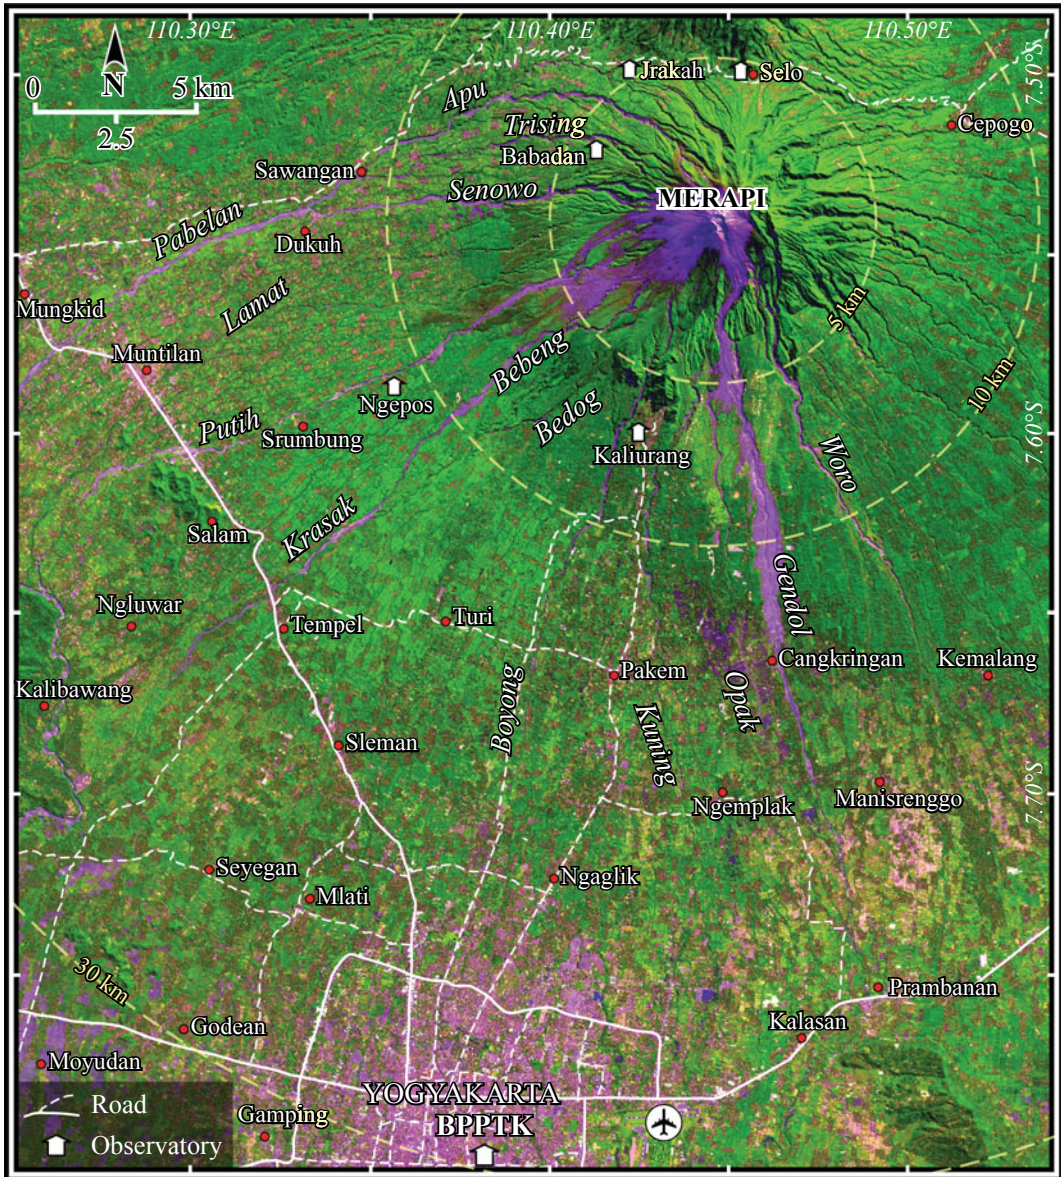 110.30°E
110.40°E
110.50°E
7.50°S
N
0
5 km
2.5
Apu
Jrakah
Selo
Trising
Cepogo
Babadan
Sawangan
Senowo
MERAPI
Pabelan
Dukuh
Mungkid
Lamat
5 km
Muntilan
Bebeng
10 km
Ngepos
Putih
Srumbung
Bedog
7.60°S
Kaliurang
Woro
Salam
Krasak
Gendol
Ngluwar
Tempel
Turi
Cangkringan
Kemalang
Pakem
Kalibawang
Boyong
Opak
Kuning
Sleman
7.70°S
Ngemplak
Manisrenggo
Seyegan
Mlati
Ngaglik
30 km
Prambanan
Godean
Kalasan
Moyudan
YOGYAKARTA
Gamping
BPPTK
Road
Observatory